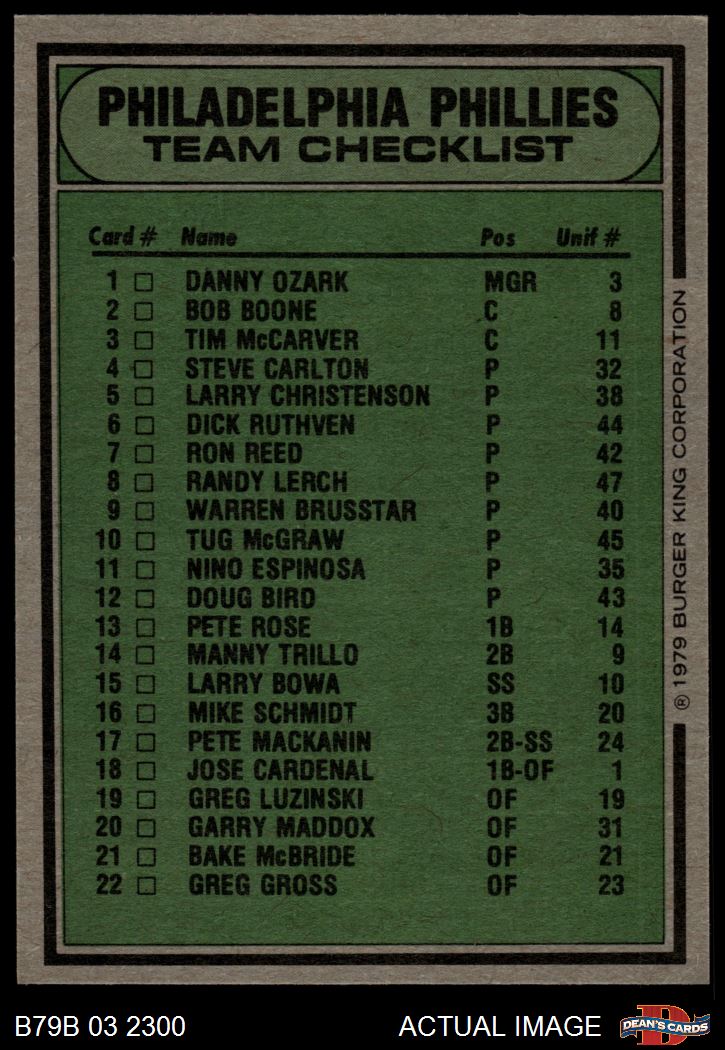 PHILADELPHIA PHILLIES
TEAM CHECKLIST
Card # Name Pos Unif #
1 □ DANNY OZARK MGR 3
2 □ BOB BOONE C 8
3 □ TIM McCARVER C 11
4 □ STEVE CARLTON P 32
5 □ LARRY CHRISTENSON P 38
6 □ DICK RUTHVEN P 44
7 □ RON REED P 42
8 □ RANDY LERCH P 47
9 □ WARREN BRUSSTAR P 40
10 □ TUG McGRAW P 45
11 □ NINO ESPINOSA P 35
12 □ DOUG BIRD P 43
13 □ PETE ROSE 1B 14
14 □ MANNY TRILLO 2B 9
15 □ LARRY BOWA SS 10
16 □ MIKE SCHMIDT 3B 20
17 □ PETE MACKANIN 2B-SS 24
18 □ JOSE CARDENAL 1B-OF 1
19 □ GREG LUZINSKI OF 19
20 □ GARRY MADDOX OF 31
21 □ BAKE McBRIDE OF 21
22 □ GREG GROSS OF 23
® 1979 BURGER KING CORPORATION
B79B 03 2300 ACTUAL IMAGE
D
DEAN'S CARDS